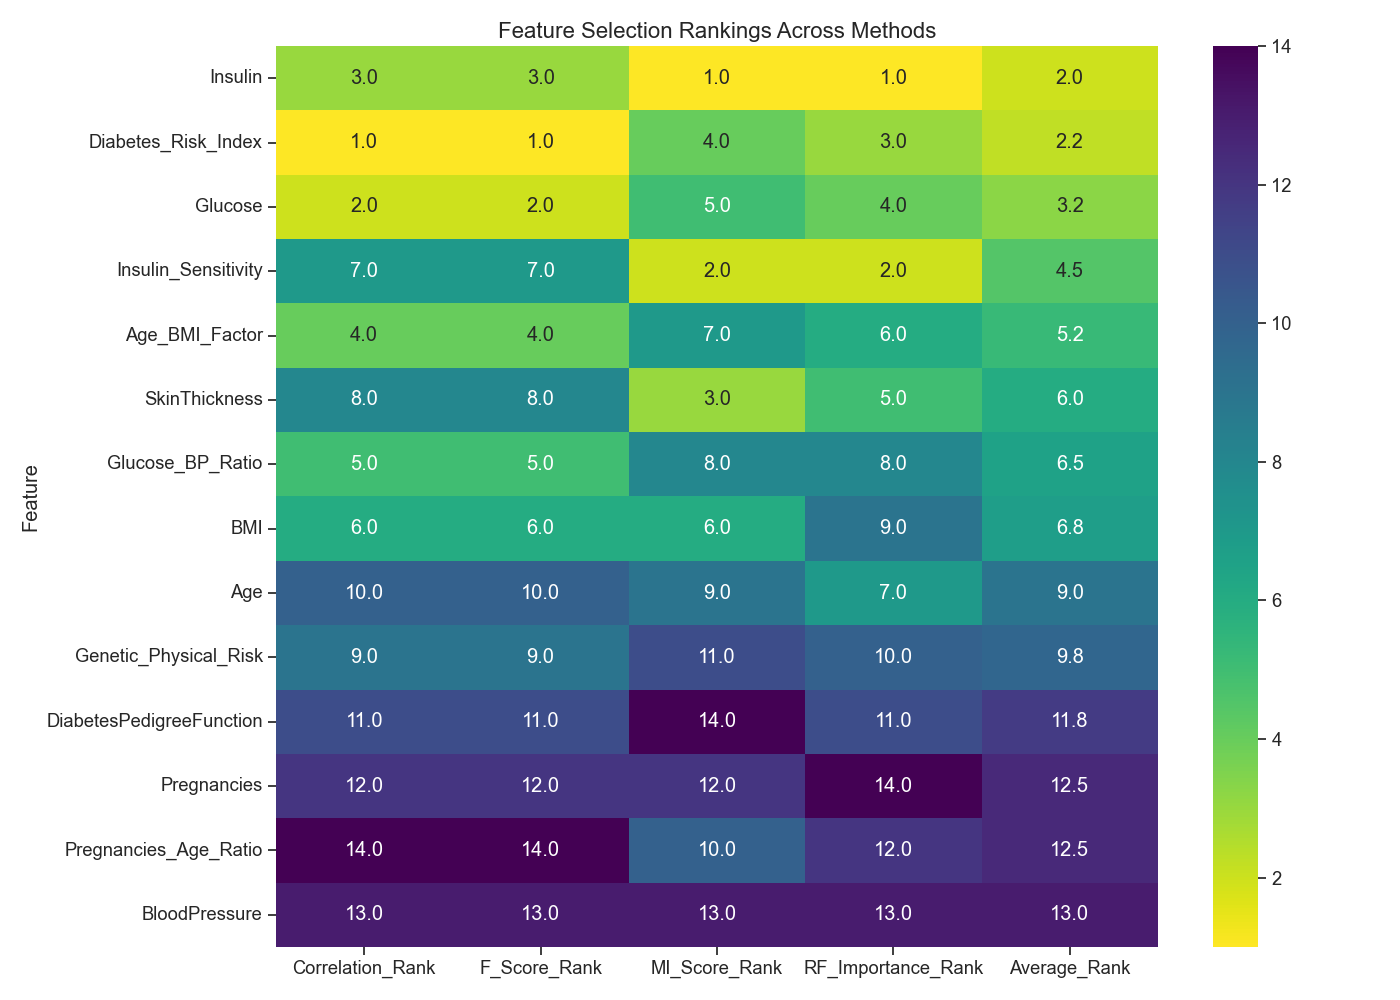 Feature Selection Rankings Across Methods
Insulin 3.0 3.0 1.0 1.0 2.0
Diabetes_Risk_Index 1.0 1.0 4.0 3.0 2.2
Glucose 2.0 2.0 5.0 4.0 3.2
Insulin_Sensitivity 7.0 7.0 2.0 2.0 4.5
Age_BMI_Factor 4.0 4.0 7.0 6.0 5.2
SkinThickness 8.0 8.0 3.0 5.0 6.0
Glucose_BP_Ratio 5.0 5.0 8.0 8.0 6.5
BMI 6.0 6.0 6.0 9.0 6.8
Age 10.0 10.0 9.0 7.0 9.0
Genetic_Physical_Risk 9.0 9.0 11.0 10.0 9.8
DiabetesPedigreeFunction 11.0 11.0 14.0 11.0 11.8
Pregnancies 12.0 12.0 12.0 14.0 12.5
Pregnancies_Age_Ratio 14.0 14.0 10.0 12.0 12.5
BloodPressure 13.0 13.0 13.0 13.0 13.0
Correlation_Rank F_Score_Rank MI_Score_Rank RF_Importance_Rank Average_Rank
Feature
14
12
10
8
6
4
2